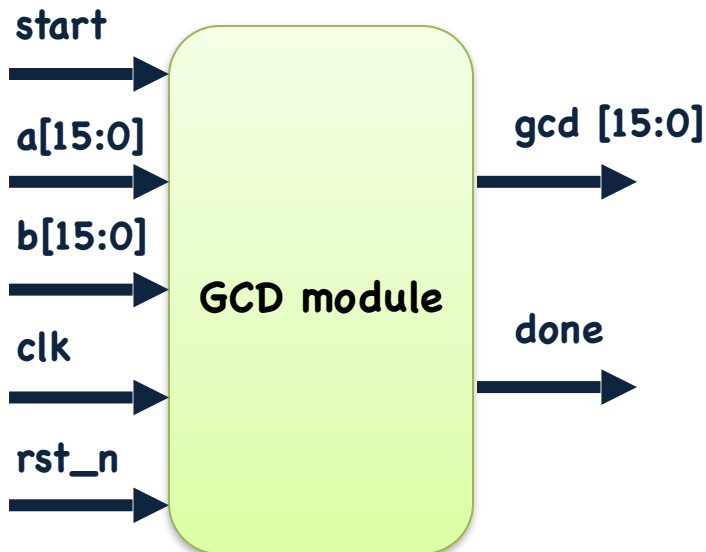 start
a[15:0]
b[15:0]
clk
rst_n
GCD module
gcd [15:0]
done